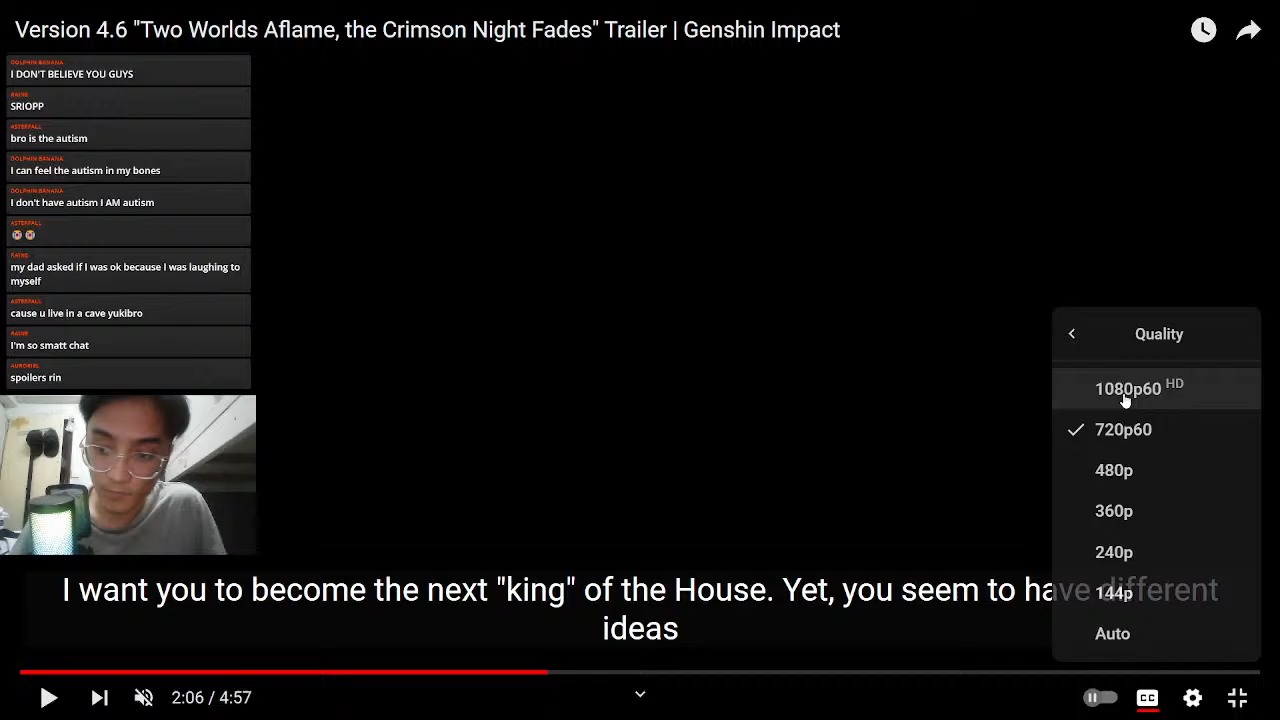 Version 4.6 "Two Worlds Aflame, the Crimson Night Fades" Trailer | Genshin Impact
DOLPHIN BANANA
I DON'T BELIEVE YOU GUYS
RAINE
SRIOPP
ASTERFALL
bro is the autism
DOLPHIN BANANA
I can feel the autism in my bones
DOLPHIN BANANA
I don't have autism I AM autism
ASTERFALL
😭 😭
RAINE
my dad asked if I was ok because I was laughing to
myself
ASTERFALL
cause u live in a cave yukibro
RAINE
I'm so smatt chat
spoilers rin
Quality
1080p60 HD
720p60
480p
360p
240p
144p
Auto
I want you to become the next "king" of the House. Yet, you seem to have different
ideas
2:06 / 4:57
CC